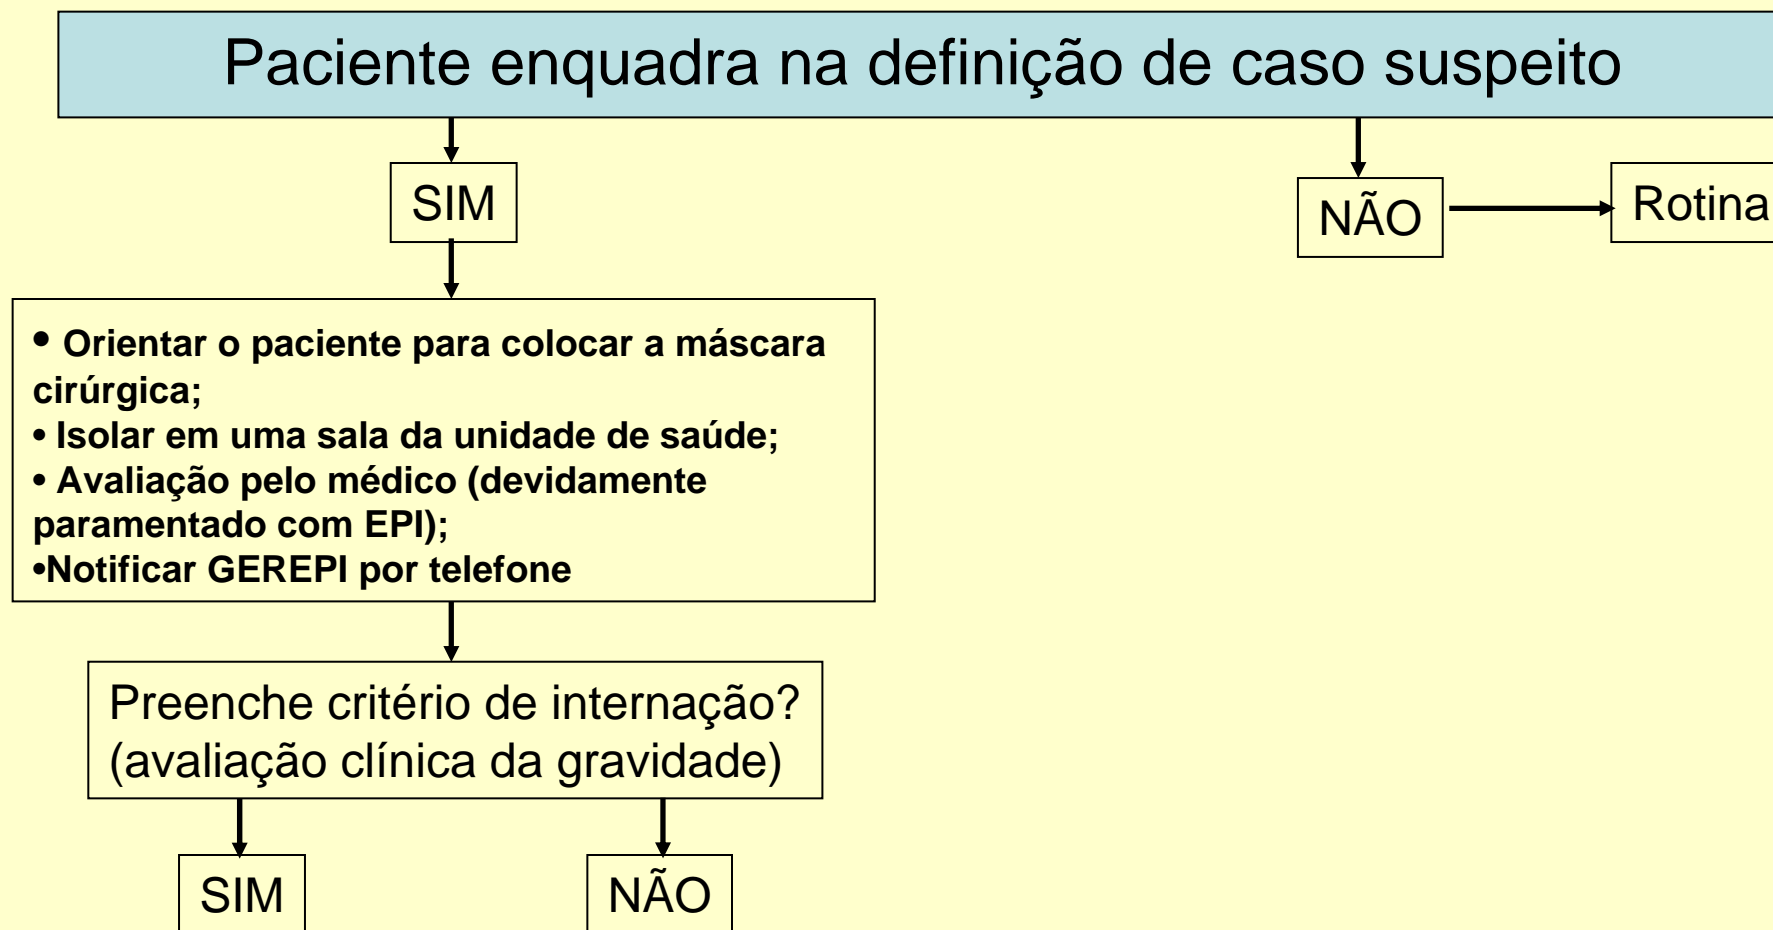 Paciente enquadra na definição de caso suspeito
SIM
NÃO
Rotina
• Orientar o paciente para colocar a máscara
cirúrgica;
• Isolar em uma sala da unidade de saúde;
• Avaliação pelo médico (devidamente
paramentado com EPI);
•Notificar GEREPI por telefone
Preenche critério de internação?
(avaliação clínica da gravidade)
SIM
NÃO